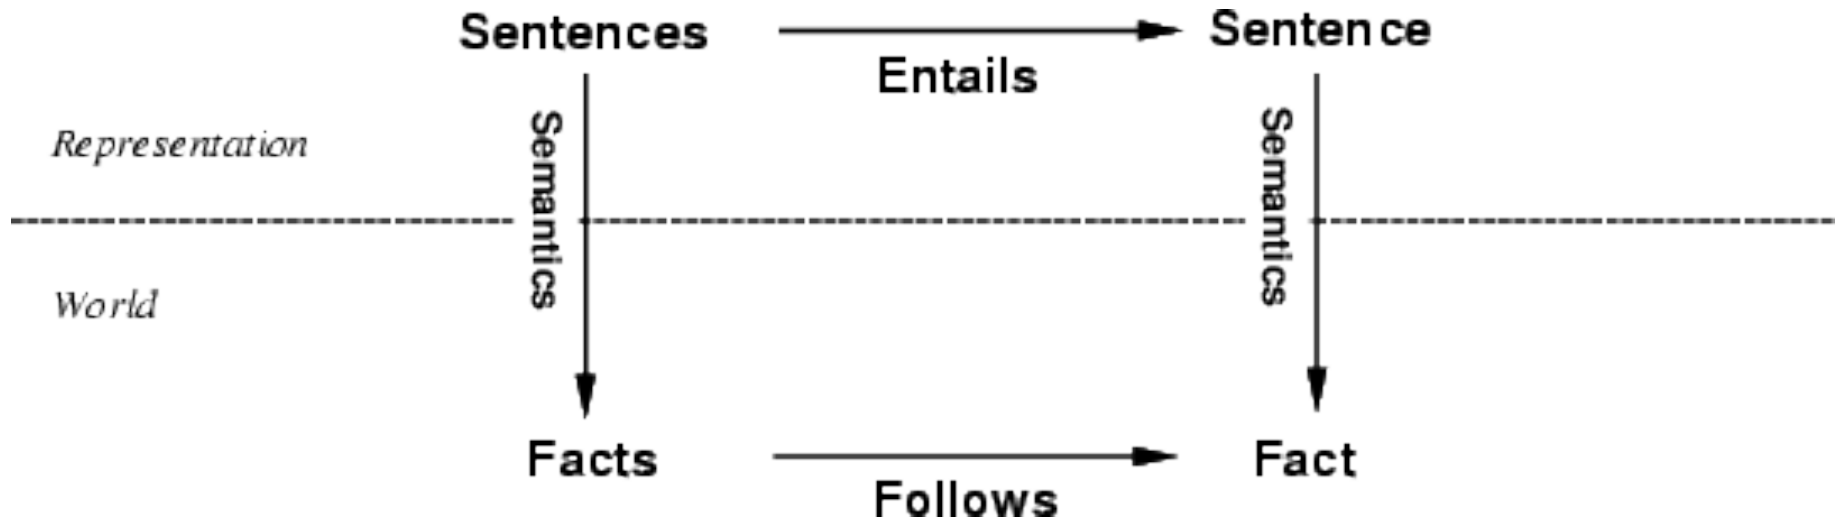 Sentences
Sentence
Entails
Semantics
Semantics
Representation
World
Facts
Fact
Follows